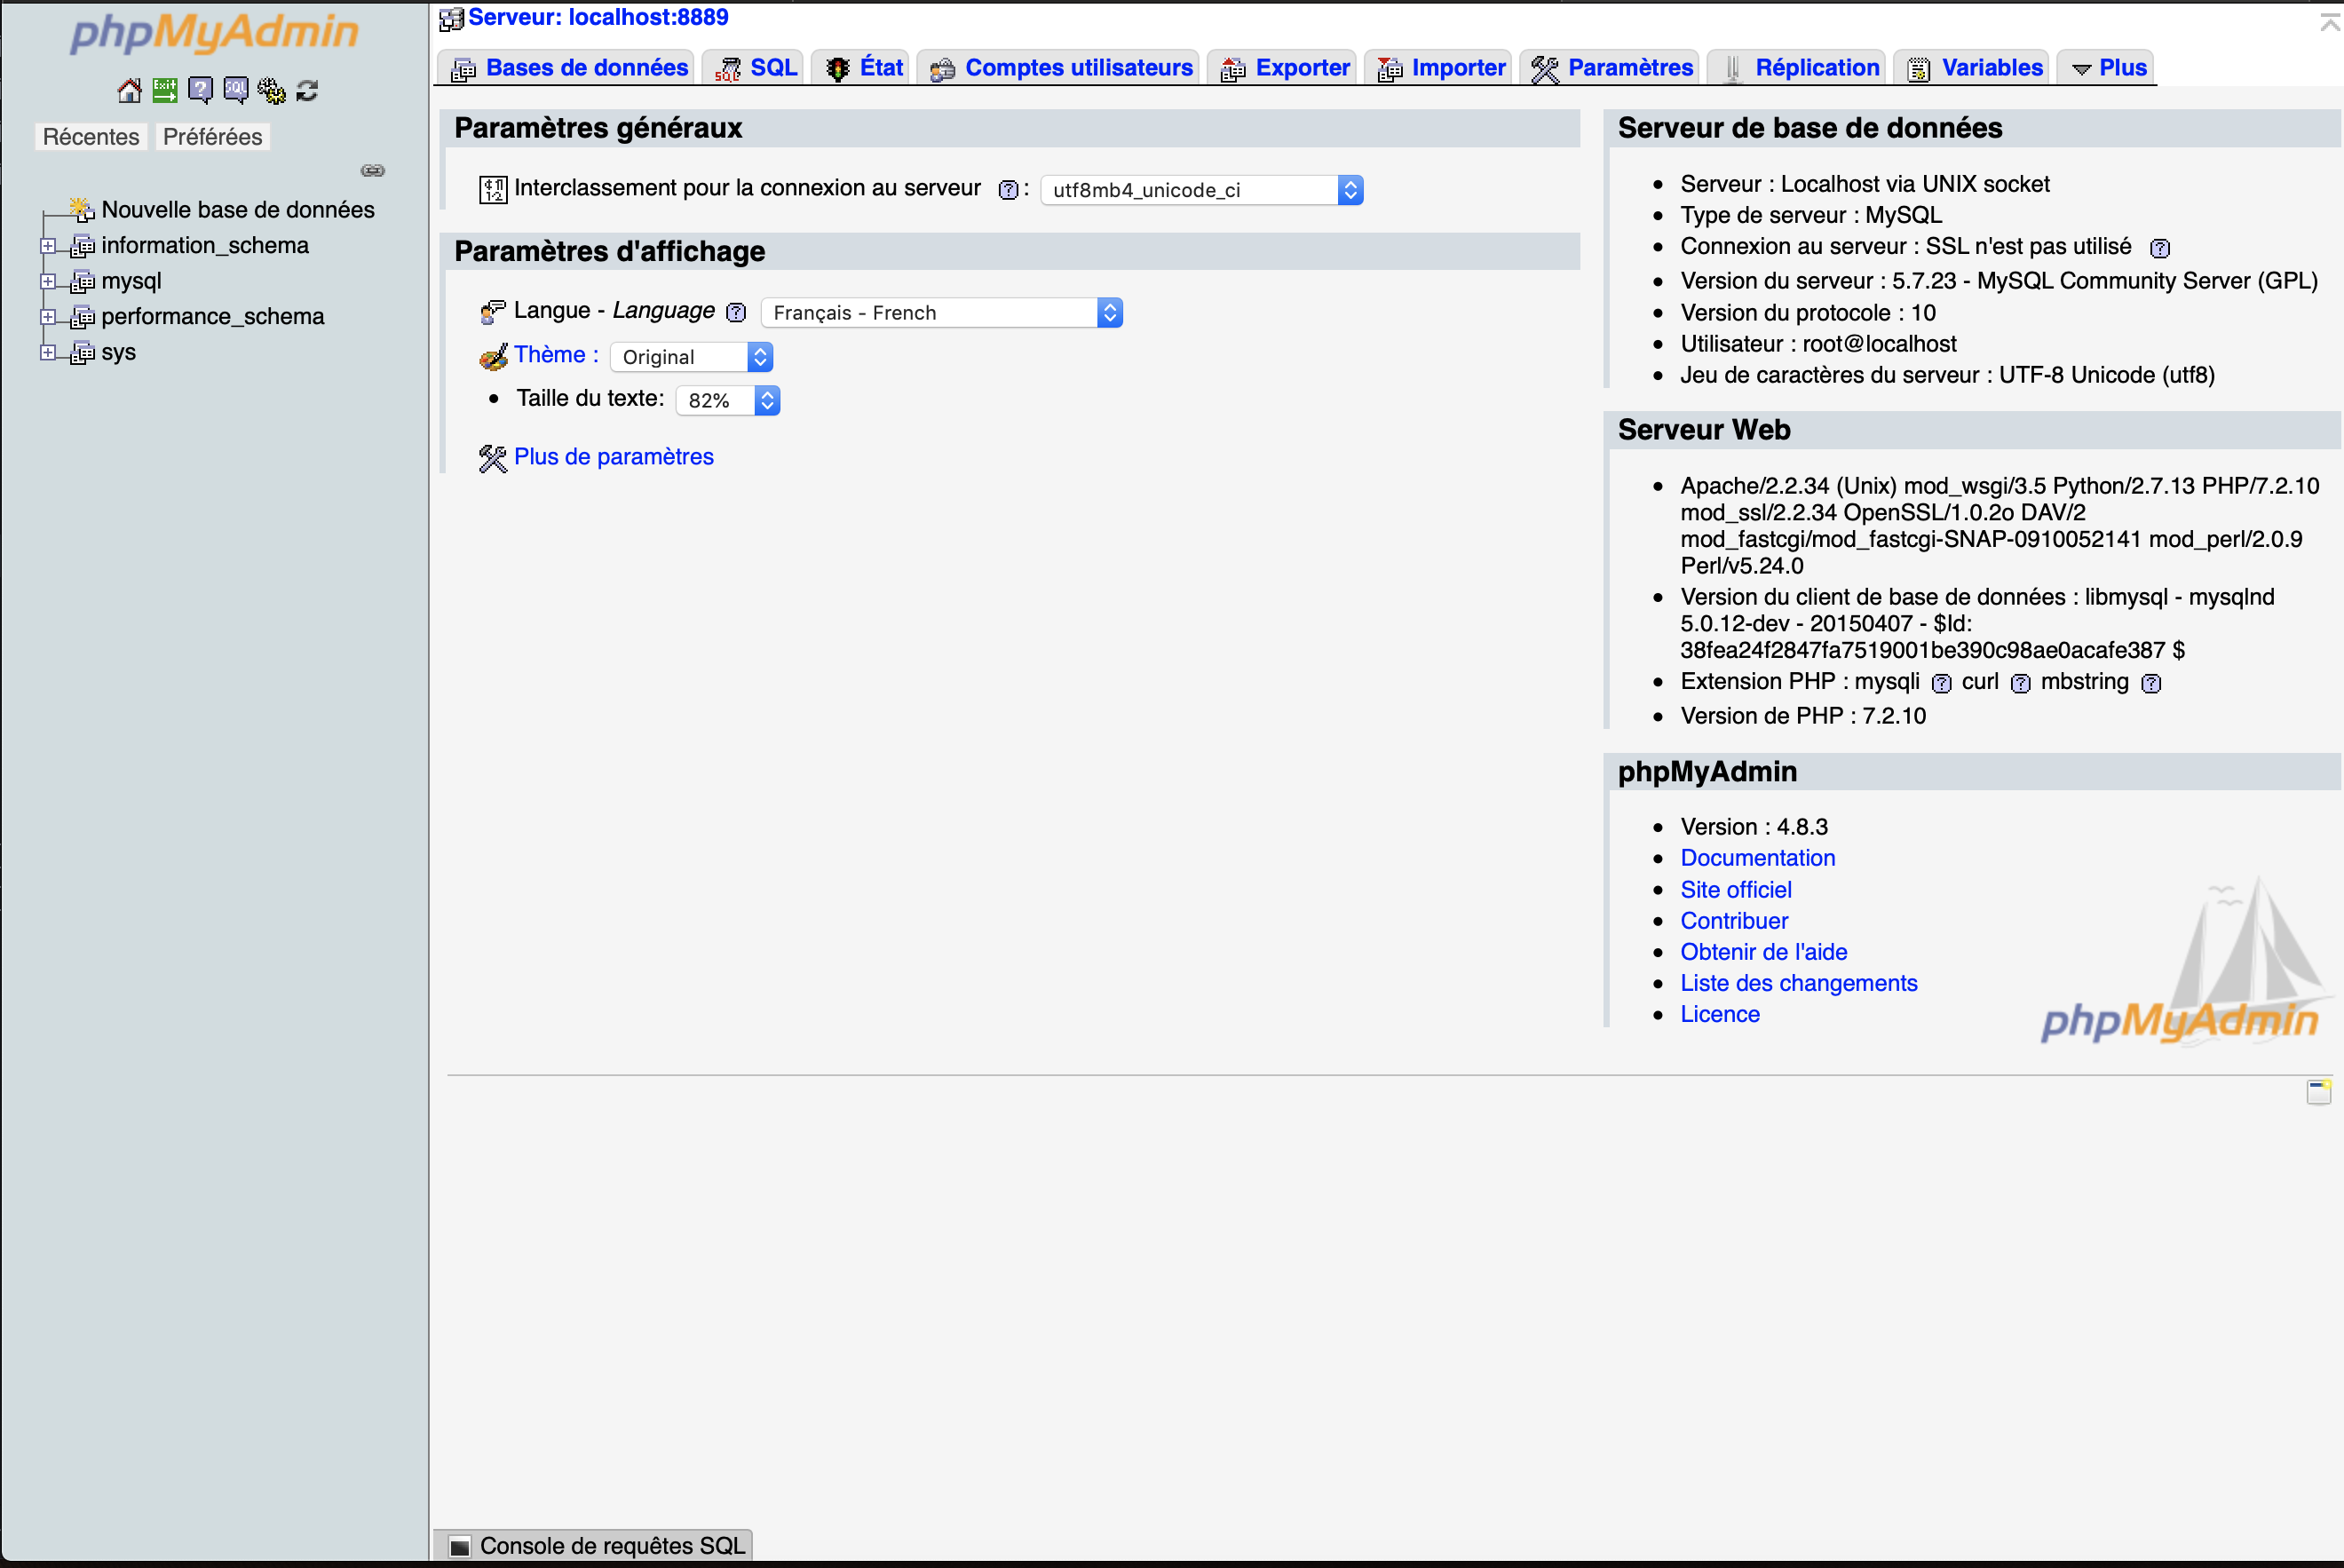 phpMyAdmin
Récentes Préférées
Nouvelle base de données
information_schema
mysql
performance_schema
sys
Serveur: localhost:8889
Bases de données SQL État Comptes utilisateurs Exporter Importer Paramètres Réplication Variables Plus
Paramètres généraux
Interclassement pour la connexion au serveur : utf8mb4_unicode_ci
Paramètres d'affichage
Langue - Language Français - French
Thème : Original
Taille du texte: 82%
Plus de paramètres
Serveur de base de données
Serveur : Localhost via UNIX socket
Type de serveur : MySQL
Connexion au serveur : SSL n'est pas utilisé
Version du serveur : 5.7.23 - MySQL Community Server (GPL)
Version du protocole : 10
Utilisateur : root@localhost
Jeu de caractères du serveur : UTF-8 Unicode (utf8)
Serveur Web
Apache/2.2.34 (Unix) mod_wsgi/3.5 Python/2.7.13 PHP/7.2.10
mod_ssl/2.2.34 OpenSSL/1.0.2o DAV/2
mod_fastcgi/mod_fastcgi-SNAP-0910052141 mod_perl/2.0.9
Perl/v5.24.0
Version du client de base de données : libmysql - mysqlnd
5.0.12-dev - 20150407 - $Id:
38fea24f2847fa7519001be390c98ae0acafe387 $
Extension PHP : mysqli curl mbstring
Version de PHP : 7.2.10
phpMyAdmin
Version : 4.8.3
Documentation
Site officiel
Contribuer
Obtenir de l'aide
Liste des changements
Licence
phpMyAdmin
Console de requêtes SQL